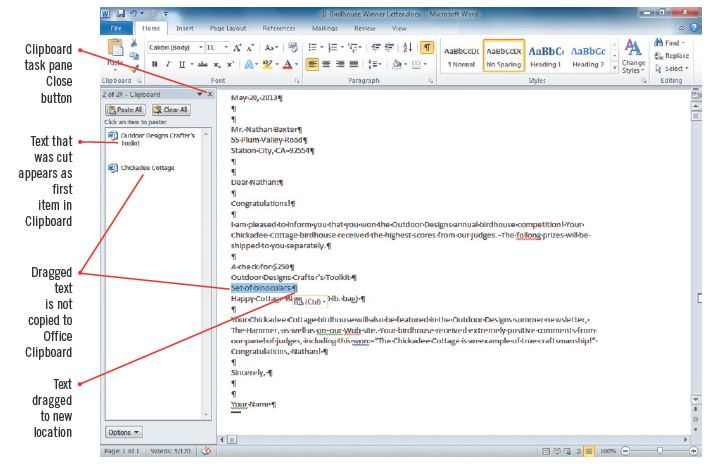 D-Birdhouse Winner Letter.docx - Microsoft Word
File Home Insert Page Layout References Mailings Review View
Calibri (Body) 11
Paste
B I U abc
AaBbCcDc AaBbCcDc AaBbCc AaBbCc
¶ Normal No Spacing Heading 1 Heading 2
Change
Styles
Find
Replace
Select
Clipboard Font Paragraph Styles Editing
Clipboard
task pane
Close
button
Text that
was cut
appears as
first
item in
Clipboard
Dragged
text
is not
copied to
Office
Clipboard
Text
dragged
to new
location
2 of 24 - Clipboard
Paste All Clear All
Click an item to paste:
Outdoor Designs Crafter's
Toolkit
Chickadee Cottage
Options
May 20, 2013¶
¶
¶
Mr. Nathan Baxter¶
55 Plum Valley Road¶
Station City, CA 92554¶
¶
¶
Dear Nathan:¶
¶
Congratulations!¶
¶
I am pleased to inform you that you won the Outdoor Designs annual birdhouse competition! Your
Chickadee Cottage birdhouse received the highest scores from our judges. The follong prizes will be
shipped to you separately. ¶
¶
A check for $250¶
Outdoor Designs Crafter's Toolkit ¶
Set of binoculars ¶
Happy Cottage lb. bag) ¶
(Ctrl)
¶
Your Chickadee Cottage birdhouse will also be featured in the Outdoor Designs summer newsletter,
The Hammer, as well as on our Wub site. Your birdhouse received extremely positive comments from
our panel of judges, including this won: "The Chickadee Cottage is an example of true craftsmanship!"
Congratulations, Nathan! ¶
¶
Sincerely, ¶
¶
¶
Your Name¶
Page: 1 of 1 Words: 3/120 100%